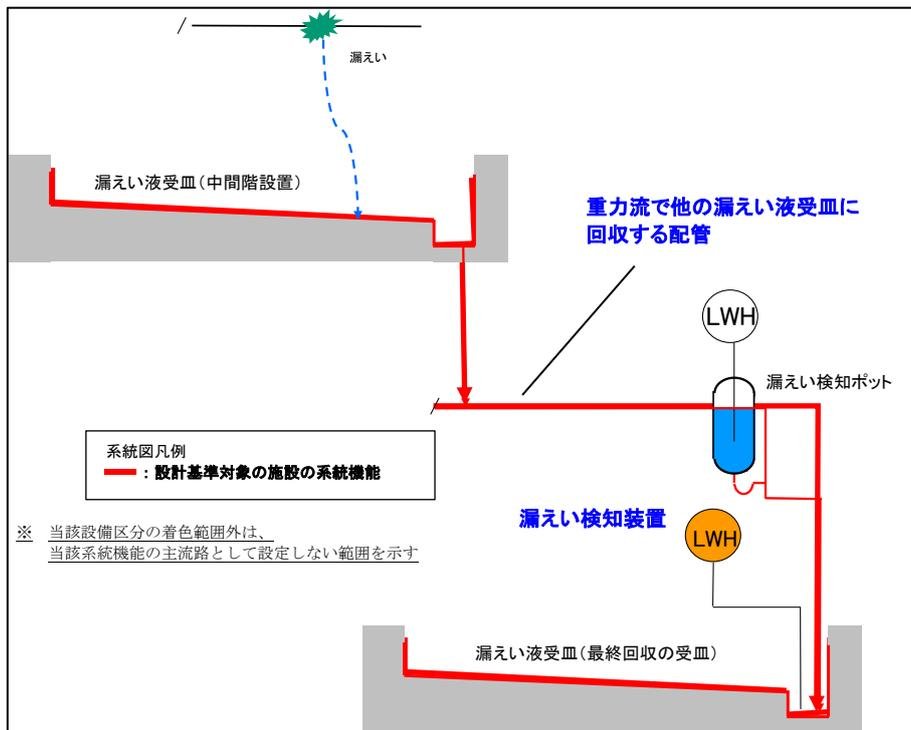 漏えい
漏えい液受皿(中間階設置)
重力流で他の漏えい液受皿に
回収する配管
LWH
漏えい検知ポット
系統図凡例
:設計基準対象の施設の系統機能
漏えい検知装置
※ 当該設備区分の着色範囲外は、
当該系統機能の主流路として設定しない範囲を示す
LWH
漏えい液受皿(最終回収の受皿)